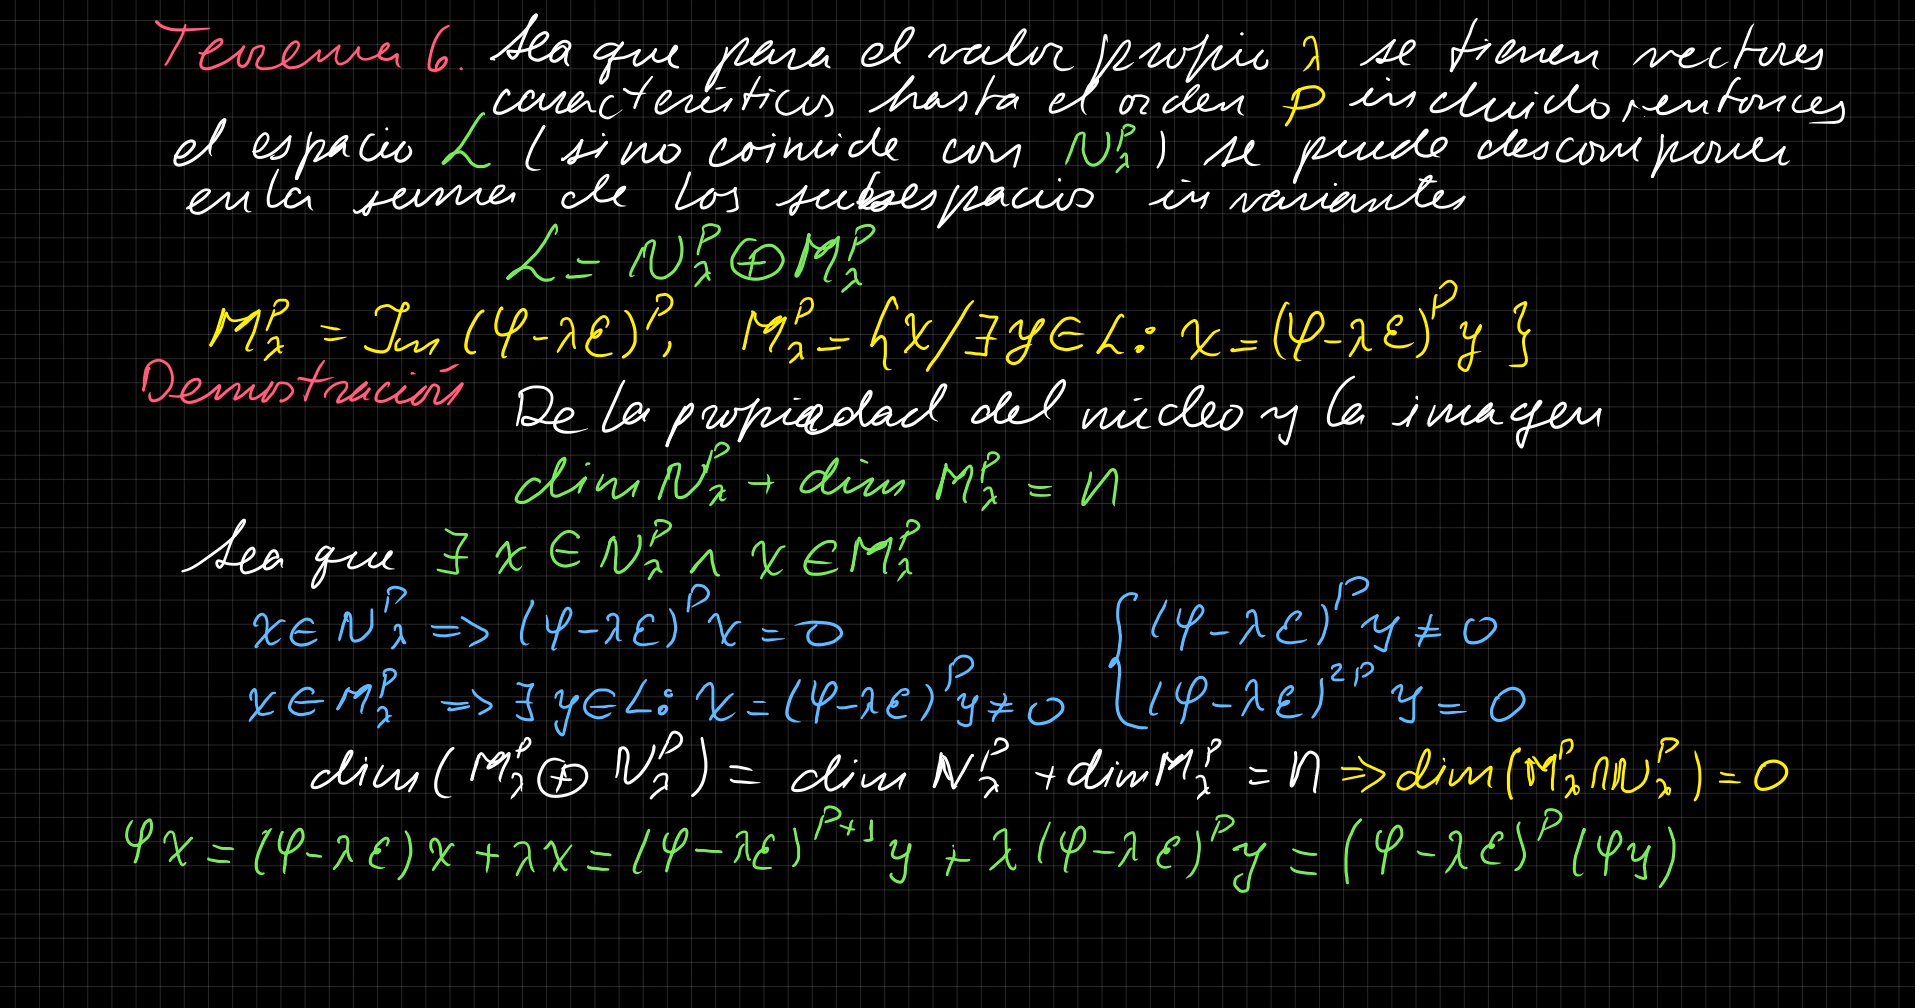 Teorema 6. Sea que para el valor propio λ se tienen vectores
característicos hasta el orden p incluido, entonces
el espacio L (si no coincide con N_λ^P) se puede descomponer
en la suma de los subsespacios invariantes
L = N_λ^P ⊕ M_λ^P
M_λ^P = Im (φ-λε)^P, M_λ^P = {x/∃ y ∈ L: x = (φ-λε)^P y}
Demostración De la propiedad del núcleo y la imagen
dim N_λ^P + dim M_λ^P = n
Sea que ∃ x ∈ N_λ^P ∧ x ∈ M_λ^P
x ∈ N_λ^P => (φ-λε)^P x = 0 { (φ-λε)^P y ≠ 0
x ∈ M_λ^P => ∃ y ∈ L: x = (φ-λε)^P y ≠ 0 (φ-λε)^{2P} y = 0
dim (M_λ^P ⊕ N_λ^P) = dim N_λ^P + dim M_λ^P = n => dim (M_λ^P ∩ N_λ^P) = 0
φx = (φ-λε)x + λx = (φ-λε)^{P+1} y + λ(φ-λε)^P y = (φ-λε)^P (φy)